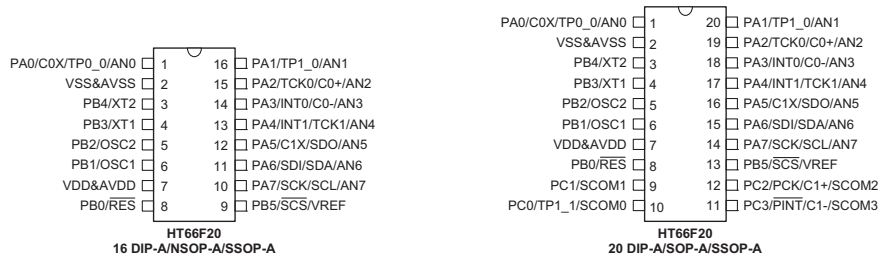 PA0/C0X/TP0_0/AN0 1 16 PA1/TP1_0/AN1
VSS&AVSS 2 15 PA2/TCK0/C0+/AN2
PB4/XT2 3 14 PA3/INT0/C0-/AN3
PB3/XT1 4 13 PA4/INT1/TCK1/AN4
PB2/OSC2 5 12 PA5/C1X/SDO/AN5
PB1/OSC1 6 11 PA6/SDI/SDA/AN6
VDD&AVDD 7 10 PA7/SCK/SCL/AN7
PB0/RES 8 9 PB5/SCS/VREF
HT66F20
16 DIP-A/NSOP-A/SSOP-A
PA0/C0X/TP0_0/AN0 1 20 PA1/TP1_0/AN1
VSS&AVSS 2 19 PA2/TCK0/C0+/AN2
PB4/XT2 3 18 PA3/INT0/C0-/AN3
PB3/XT1 4 17 PA4/INT1/TCK1/AN4
PB2/OSC2 5 16 PA5/C1X/SDO/AN5
PB1/OSC1 6 15 PA6/SDI/SDA/AN6
VDD&AVDD 7 14 PA7/SCK/SCL/AN7
PB0/RES 8 13 PB5/SCS/VREF
PC1/SCOM1 9 12 PC2/PCK/C1+/SCOM2
PC0/TP1_1/SCOM0 10 11 PC3/PINT/C1-/SCOM3
HT66F20
20 DIP-A/SOP-A/SSOP-A